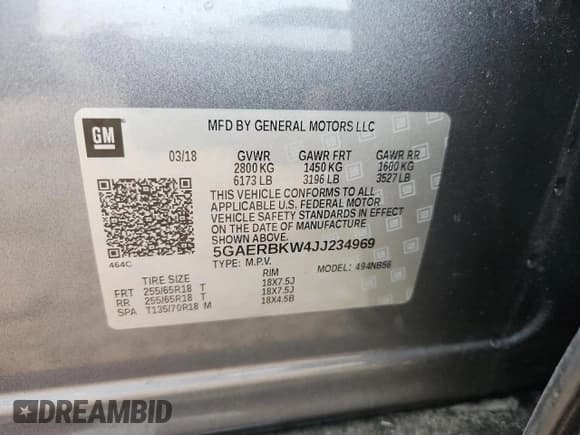 GM
MFD BY GENERAL MOTORS LLC
03/18 GVWR GAWR FRT GAWR RR
2800 KG 1450 KG 1600 KG
6173 LB 3196 LB 3527 LB
THIS VEHICLE CONFORMS TO ALL
APPLICABLE U.S. FEDERAL MOTOR
VEHICLE SAFETY STANDARDS IN EFFECT
ON THE DATE OF MANUFACTURE
SHOWN ABOVE.
464C 5GAERBKW4JJ234969
TYPE: M.P.V. MODEL: 494NB56
TIRE SIZE RIM
FRT 255/65R18 T 18X7.5J
RR 255/65R18 T 18X7.5J
SPA T135/70R18 M 18X4.5B
DREAMBID